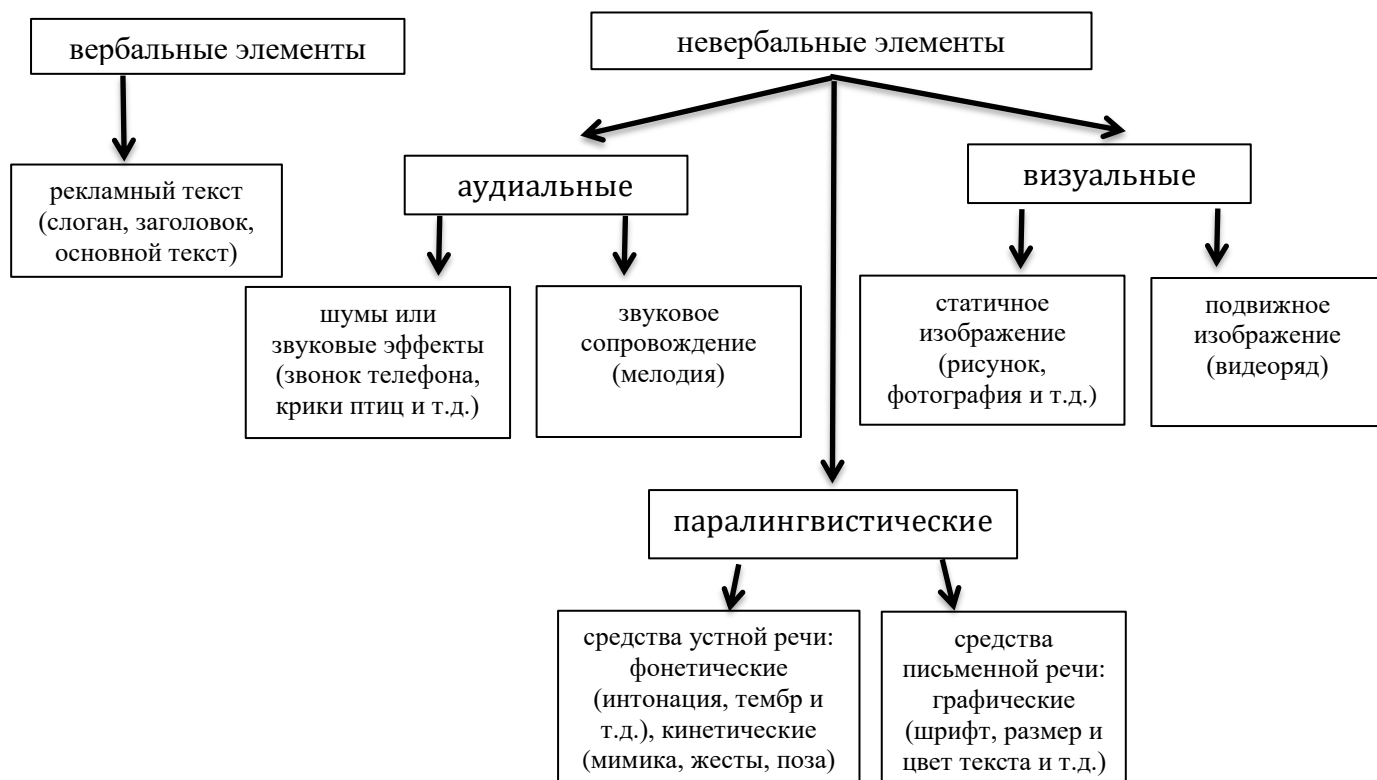 вербальные элементы
невербальные элементы
рекламный текст
(слоган, заголовок,
основной текст)
аудиальные
визуальные
шумы или
звуковые эффекты
(звонок телефона,
крики птиц и т.д.)
звуковое
сопровождение
(мелодия)
статичное
изображение
(рисунок,
фотография и т.д.)
подвижное
изображение
(видеоряд)
паралингвистические
средства устной речи:
фонетические
(интонация, тембр и
т.д.), кинетические
(мимика, жесты, поза)
средства
письменной речи:
графические
(шрифт, размер и
цвет текста и т.д.)